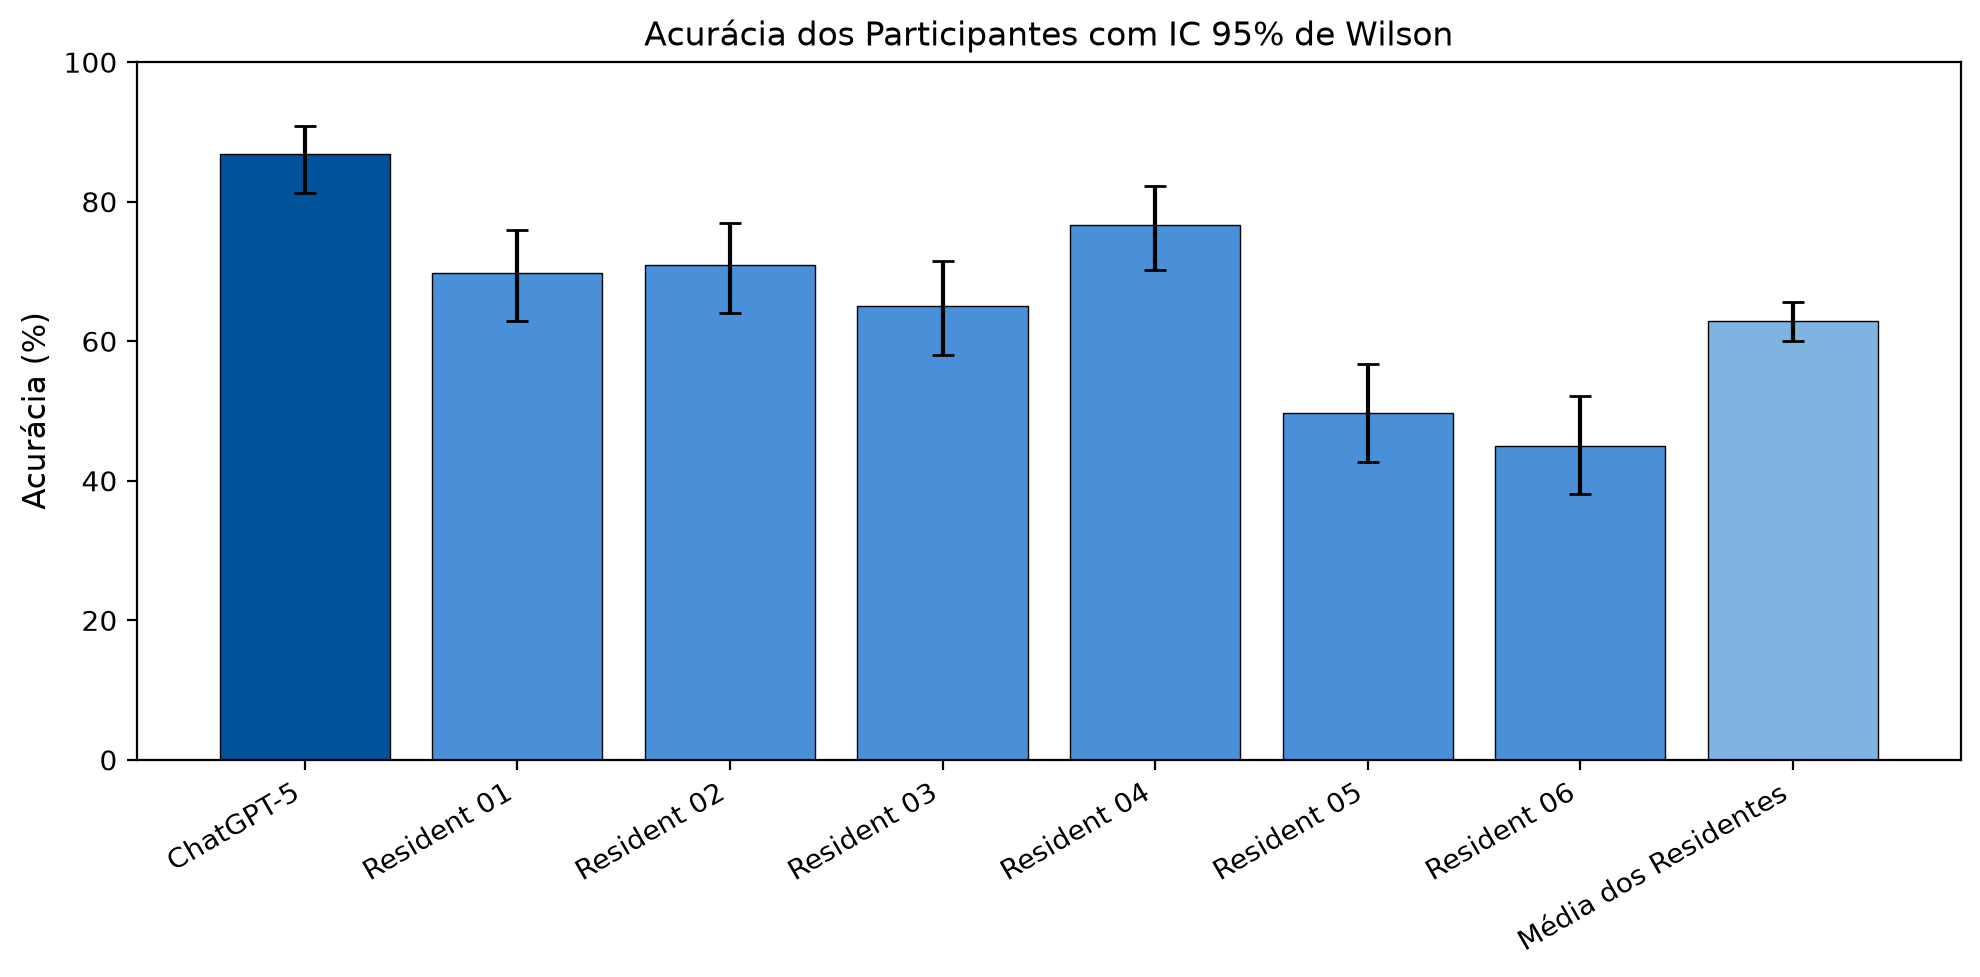 Acurácia dos Participantes com IC 95% de Wilson
Acurácia (%)
100
80
60
40
20
0
ChatGPT-5
Resident 01
Resident 02
Resident 03
Resident 04
Resident 05
Resident 06
Média dos Residentes